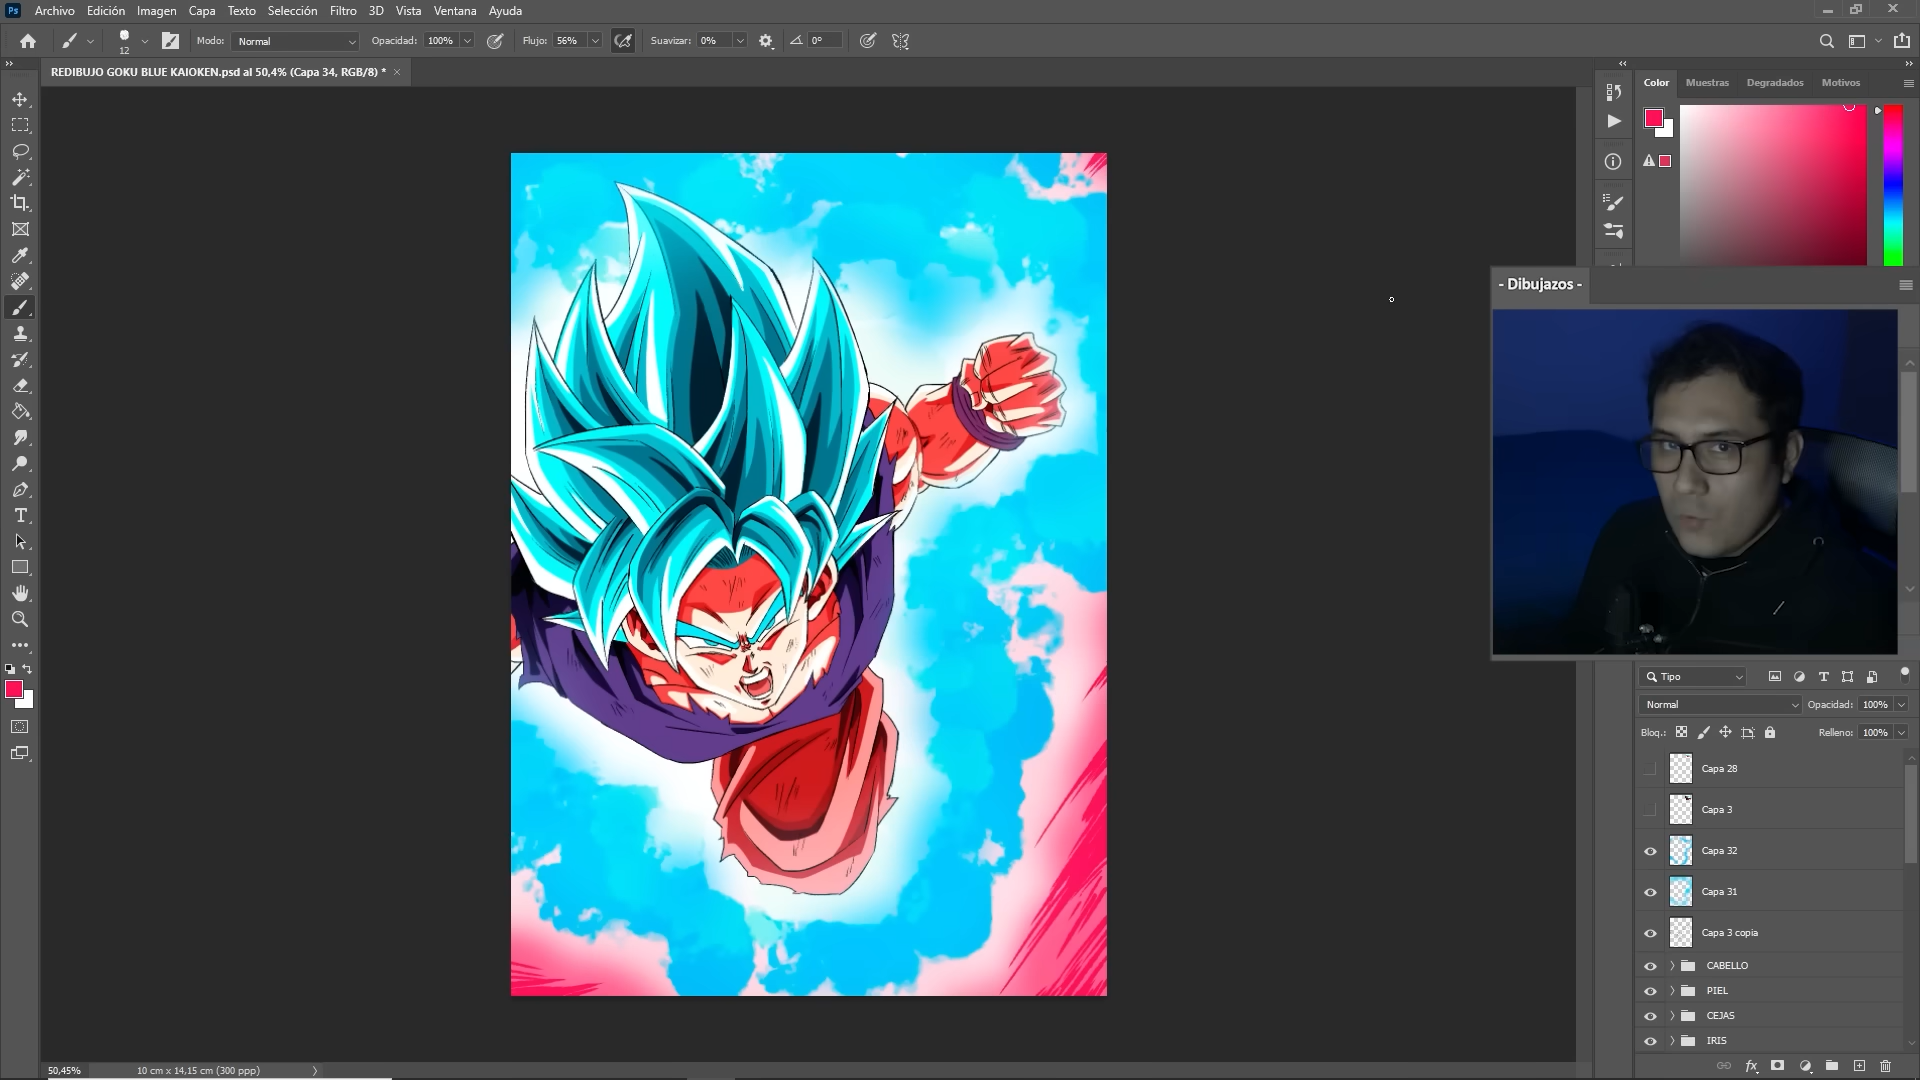 Ps Archivo Edición Imagen Capa Texto Selección Filtro 3D Vista Ventana Ayuda
12 Modo: Normal Opacidad: 100% Flujo: 56% Suavizar: 0% 0°
REDIBUJO GOKU BLUE KAIOKEN.psd al 50,4% (Capa 34, RGB/8) *
Color Muestras Degradados Motivos
- Dibujazos -
Tipo
Normal Opacidad: 100%
Bloq.: Relleno: 100%
Capa 28
Capa 3
Capa 32
Capa 31
Capa 3 copia
CABELLO
PIEL
CEJAS
IRIS
50,45% 10 cm x 14,15 cm (300 ppp)